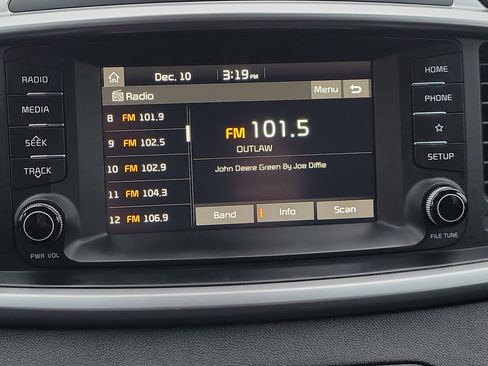 RADIO
MEDIA
SEEK
TRACK
PWR VOL
Dec. 10 3:19 PM
Radio Menu
8 FM 101.9
9 FM 102.5
10 FM 102.9
11 FM 104.3
12 FM 106.9
FM 101.5
OUTLAW
John Deere Green By Joe Diffie
Band Info Scan
HOME
PHONE
SETUP
FILE TUNE